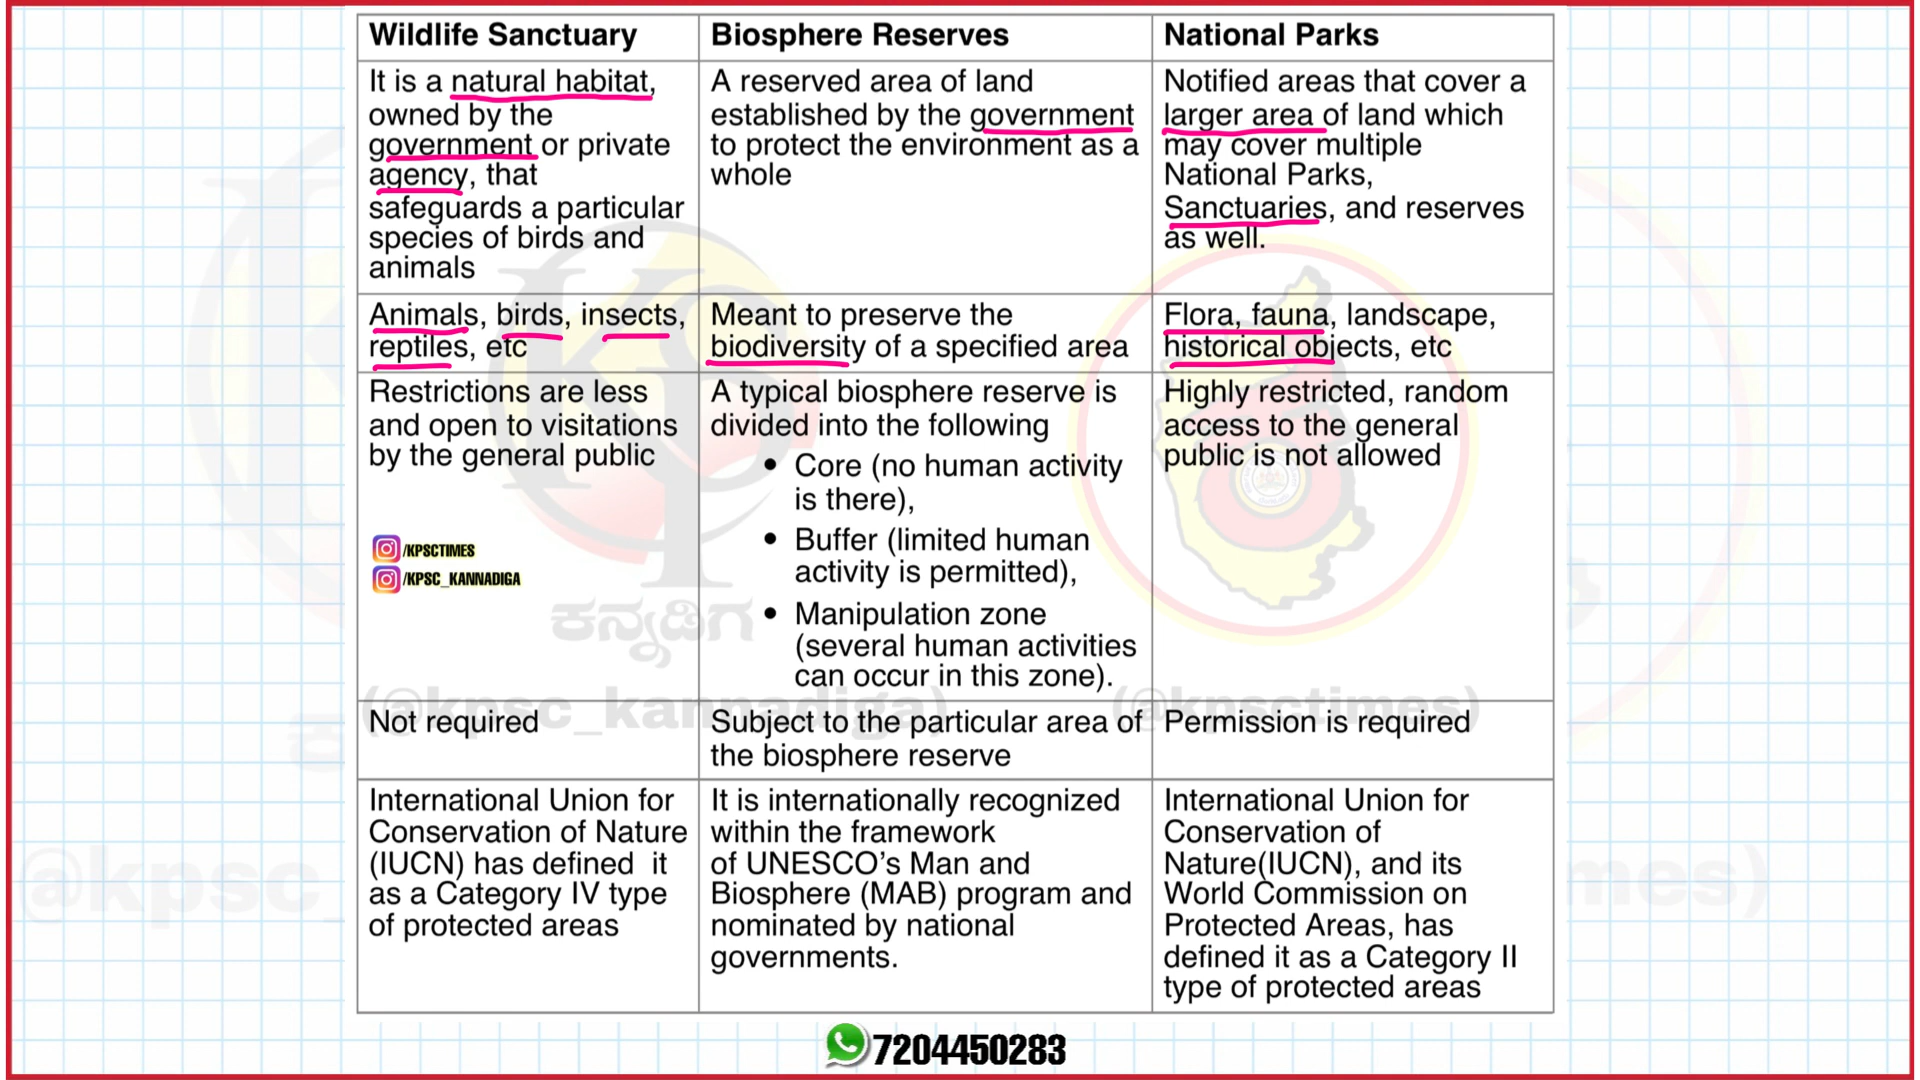 Wildlife Sanctuary
Biosphere Reserves
National Parks
It is a natural habitat,
owned by the
government or private
agency, that
safeguards a particular
species of birds and
animals
A reserved area of land
established by the government
to protect the environment as a
whole
Notified areas that cover a
larger area of land which
may cover multiple
National Parks,
Sanctuaries, and reserves
as well.
Animals, birds, insects,
reptiles, etc
Meant to preserve the
biodiversity of a specified area
Flora, fauna, landscape,
historical objects, etc
Restrictions are less
and open to visitations
by the general public
A typical biosphere reserve is
divided into the following
• Core (no human activity
is there),
• Buffer (limited human
activity is permitted),
• Manipulation zone
(several human activities
can occur in this zone).
Highly restricted, random
access to the general
public is not allowed
/KPSCTIMES
/KPSC_KANNADIGA
ಕನ್ನಡಿಗ
(@kpsc_kannadiga)
(@kpsctimes)
Not required
Subject to the particular area of
the biosphere reserve
Permission is required
International Union for
Conservation of Nature
(IUCN) has defined it
as a Category IV type
of protected areas
It is internationally recognized
within the framework
of UNESCO’s Man and
Biosphere (MAB) program and
nominated by national
governments.
International Union for
Conservation of
Nature(IUCN), and its
World Commission on
Protected Areas, has
defined it as a Category II
type of protected areas
@kpsc_
mes)
7204450283